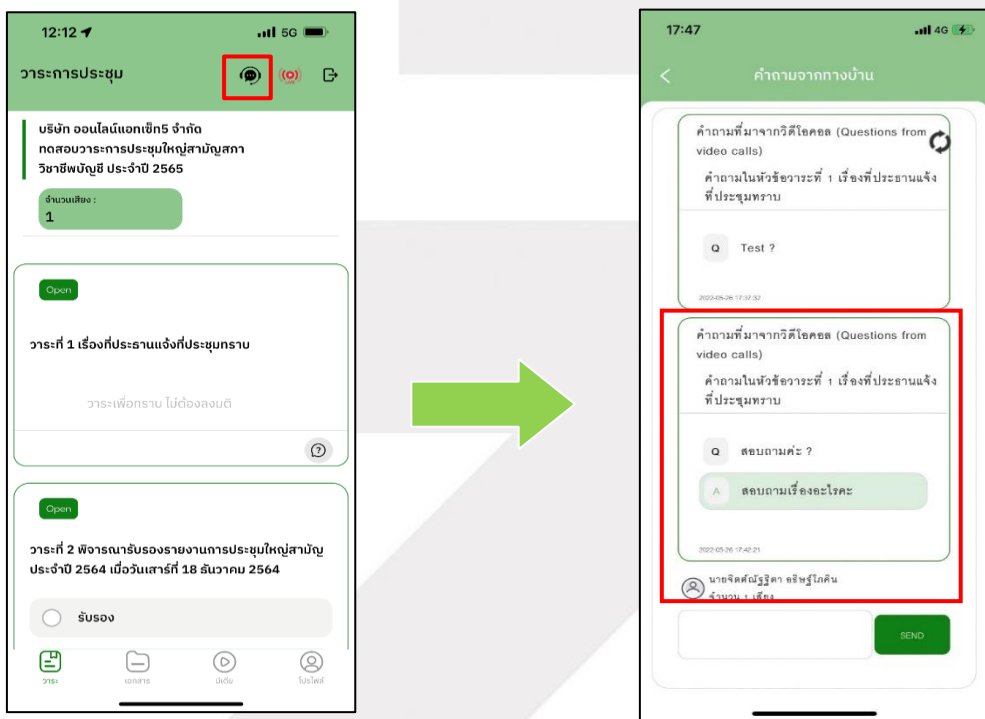 12:12
5G
วาระการประชุม
LIVE
บริษัท ออนไลน์แอทเซ็ท5 จำกัด
ทดสอบวาระการประชุมใหญ่สามัญสภา
วิชาชีพบัญชี ประจำปี 2565
จำนวนเสียง :
1
Open
วาระที่ 1 เรื่องที่ประธานแจ้งที่ประชุมทราบ
วาระเพื่อทราบ ไม่ต้องลงมติ
Open
วาระที่ 2 พิจารณารับรองรายงานการประชุมใหญ่สามัญ
ประจำปี 2564 เมื่อวันเสาร์ที่ 18 ธันวาคม 2564
รับรอง
วาระ
เอกสาร
มีเดีย
โปรไฟล์
17:47
4G
คำถามจากทางบ้าน
คำถามที่มาจากวิดีโอคอล (Questions from
video calls)
คำถามในหัวข้อวาระที่ 1 เรื่องที่ประธานแจ้ง
ที่ประชุมทราบ
Q Test ?
2022-05-26 17:37:32
คำถามที่มาจากวิดีโอคอล (Questions from
video calls)
คำถามในหัวข้อวาระที่ 1 เรื่องที่ประธานแจ้ง
ที่ประชุมทราบ
Q สอบถามค่ะ ?
A สอบถามเรื่องอะไรคะ
2022-05-26 17:42:21
จำนวน 1 เสียง
SEND